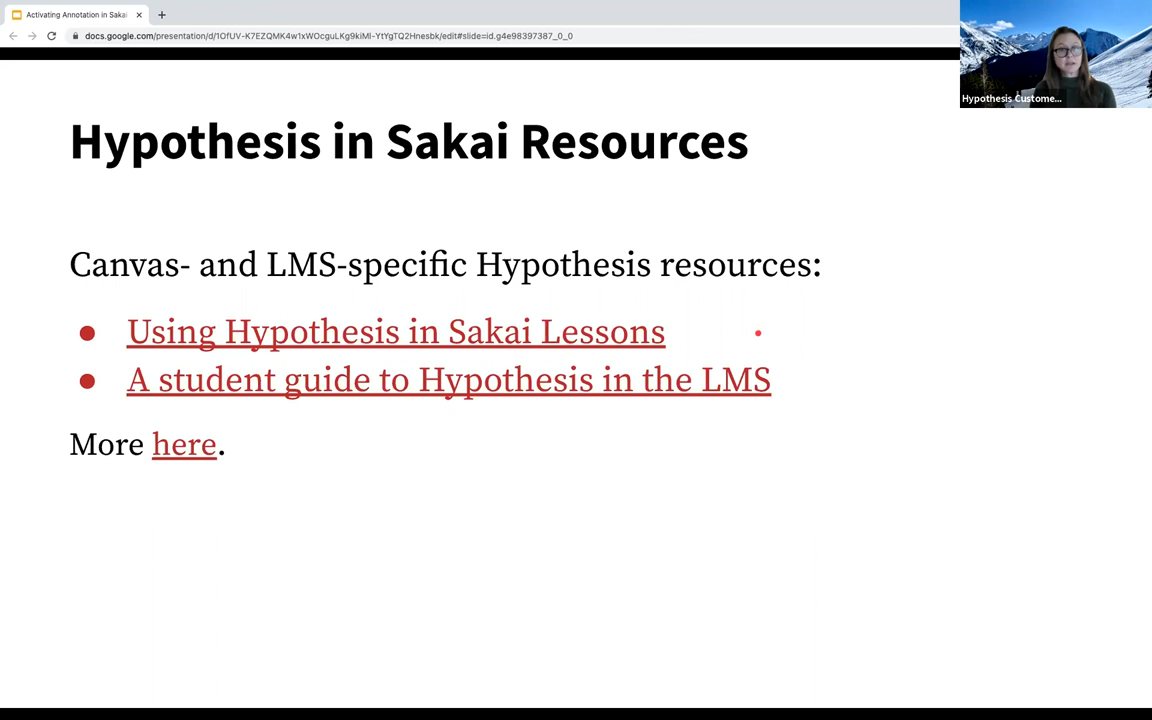 Activating Annotation in Sakai
docs.google.com/presentation/d/1OfUV-K7EZQMK4w1xWOcguLKg9kiMl-YtYgTQ2Hnesbk/edit#slide=id.g4e98397387_0_0
Hypothesis Custome...
Hypothesis in Sakai Resources
Canvas- and LMS-specific Hypothesis resources:
Using Hypothesis in Sakai Lessons
A student guide to Hypothesis in the LMS
More here.